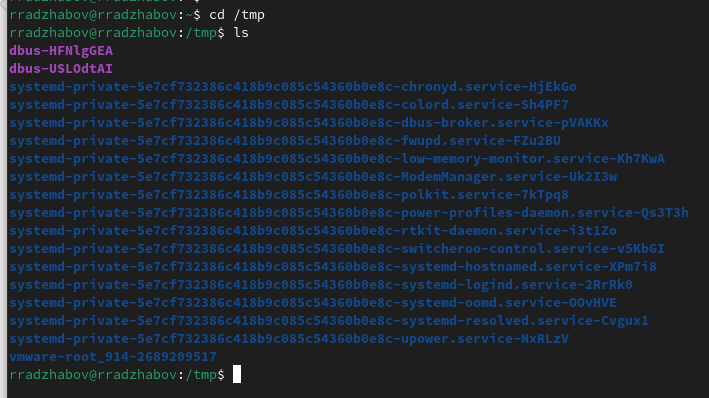 rradzhabov@rradzhabov:~$ cd /tmp
rradzhabov@rradzhabov:/tmp$ ls
dbus-HFNlgGEA
dbus-USLOdtAI
systemd-private-5e7cf732386c418b9c085c54360b0e8c-chronyd.service-HjEkGo
systemd-private-5e7cf732386c418b9c085c54360b0e8c-colord.service-Sh4PF7
systemd-private-5e7cf732386c418b9c085c54360b0e8c-dbus-broker.service-pVAKKx
systemd-private-5e7cf732386c418b9c085c54360b0e8c-fwupd.service-FZu2BU
systemd-private-5e7cf732386c418b9c085c54360b0e8c-low-memory-monitor.service-Kh7KwA
systemd-private-5e7cf732386c418b9c085c54360b0e8c-ModemManager.service-Uk2I3w
systemd-private-5e7cf732386c418b9c085c54360b0e8c-polkit.service-7kTpq8
systemd-private-5e7cf732386c418b9c085c54360b0e8c-power-profiles-daemon.service-Qs3T3h
systemd-private-5e7cf732386c418b9c085c54360b0e8c-rtkit-daemon.service-i3t1Zo
systemd-private-5e7cf732386c418b9c085c54360b0e8c-switcheroo-control.service-v5KbGI
systemd-private-5e7cf732386c418b9c085c54360b0e8c-systemd-hostnamed.service-XPm7i8
systemd-private-5e7cf732386c418b9c085c54360b0e8c-systemd-logind.service-2RrRk0
systemd-private-5e7cf732386c418b9c085c54360b0e8c-systemd-oomd.service-OOvHVE
systemd-private-5e7cf732386c418b9c085c54360b0e8c-systemd-resolved.service-Cvgux1
systemd-private-5e7cf732386c418b9c085c54360b0e8c-upower.service-NxRLzV
vmware-root_914-2689209517
rradzhabov@rradzhabov:/tmp$